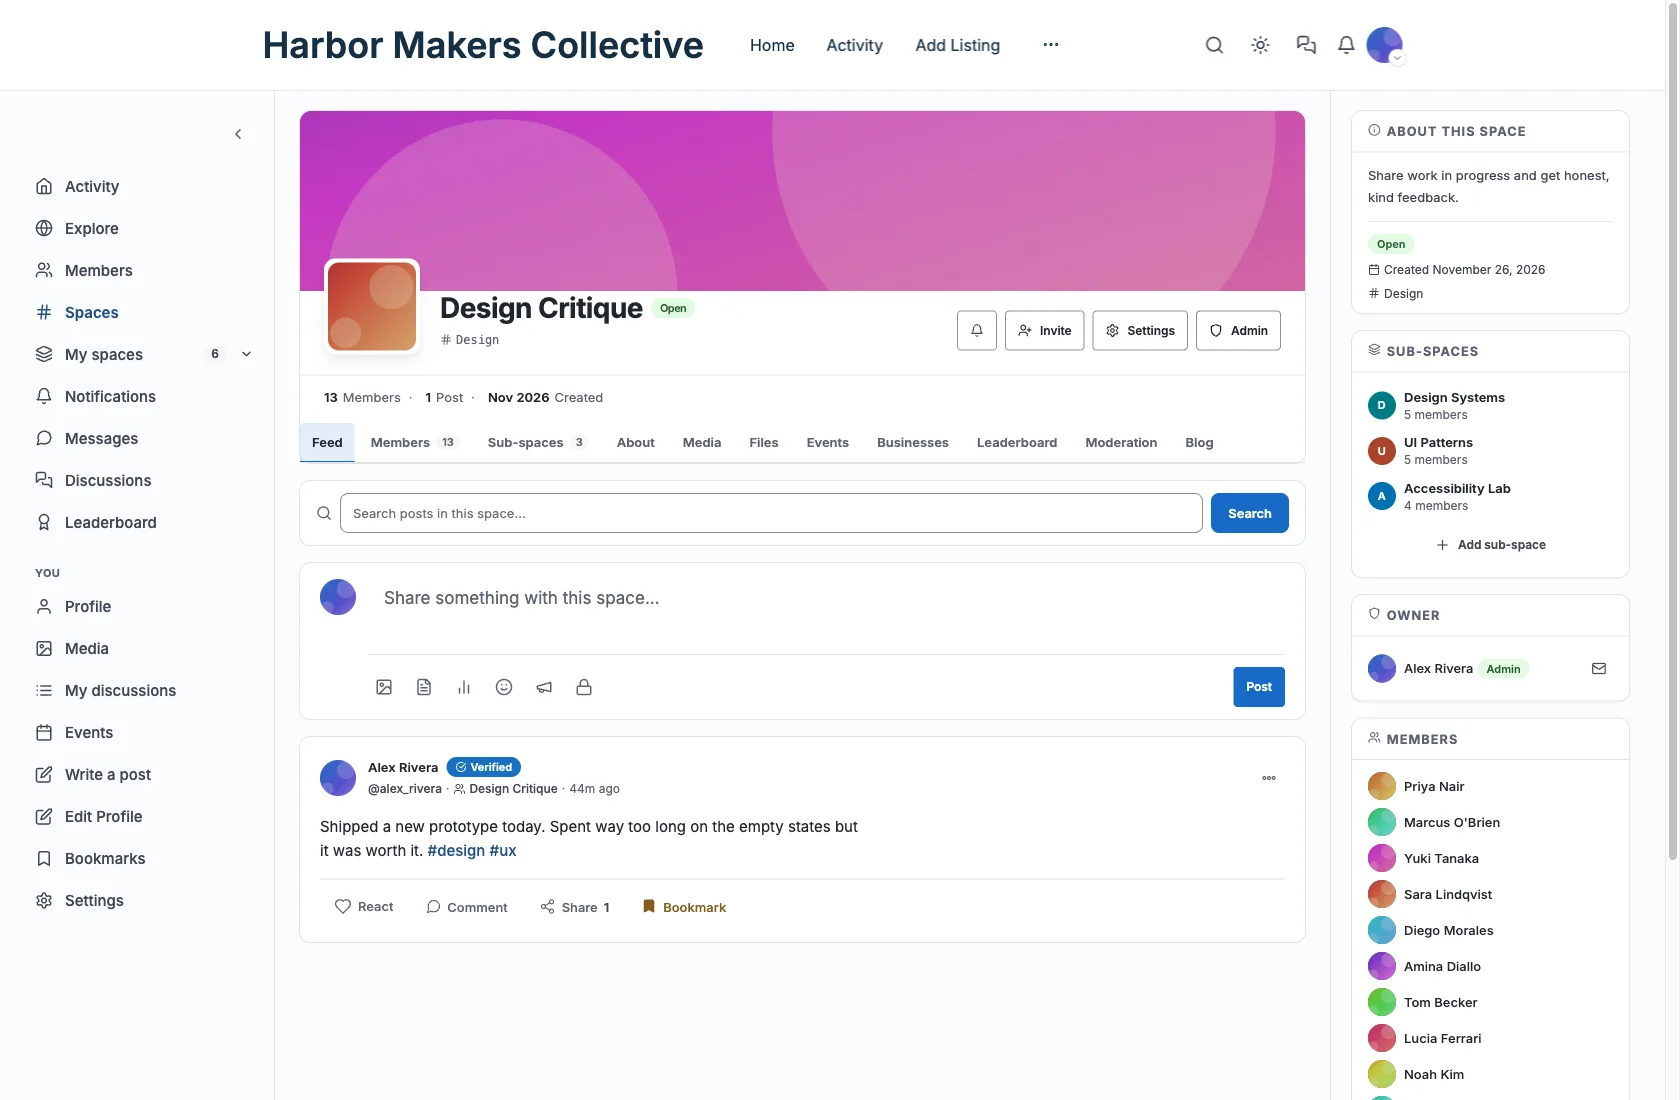 Harbor Makers Collective
Home
Activity
Add Listing
Activity
Explore
Members
Spaces
My spaces 6
Notifications
Messages
Discussions
Leaderboard
YOU
Profile
Media
My discussions
Events
Write a post
Edit Profile
Bookmarks
Settings
Design Critique Open
# Design
Invite
Settings
Admin
13 Members · 1 Post · Nov 2026 Created
Feed
Members 13
Sub-spaces 3
About
Media
Files
Events
Businesses
Leaderboard
Moderation
Blog
Search posts in this space...
Search
Share something with this space...
Post
Alex Rivera Verified
@alex_rivera · Design Critique · 44m ago
Shipped a new prototype today. Spent way too long on the empty states but
it was worth it. #design #ux
React
Comment
Share 1
Bookmark
ABOUT THIS SPACE
Share work in progress and get honest,
kind feedback.
Open
Created November 26, 2026
# Design
SUB-SPACES
D
Design Systems
5 members
U
UI Patterns
5 members
A
Accessibility Lab
4 members
+ Add sub-space
OWNER
Alex Rivera Admin
MEMBERS
Priya Nair
Marcus O'Brien
Yuki Tanaka
Sara Lindqvist
Diego Morales
Amina Diallo
Tom Becker
Lucia Ferrari
Noah Kim